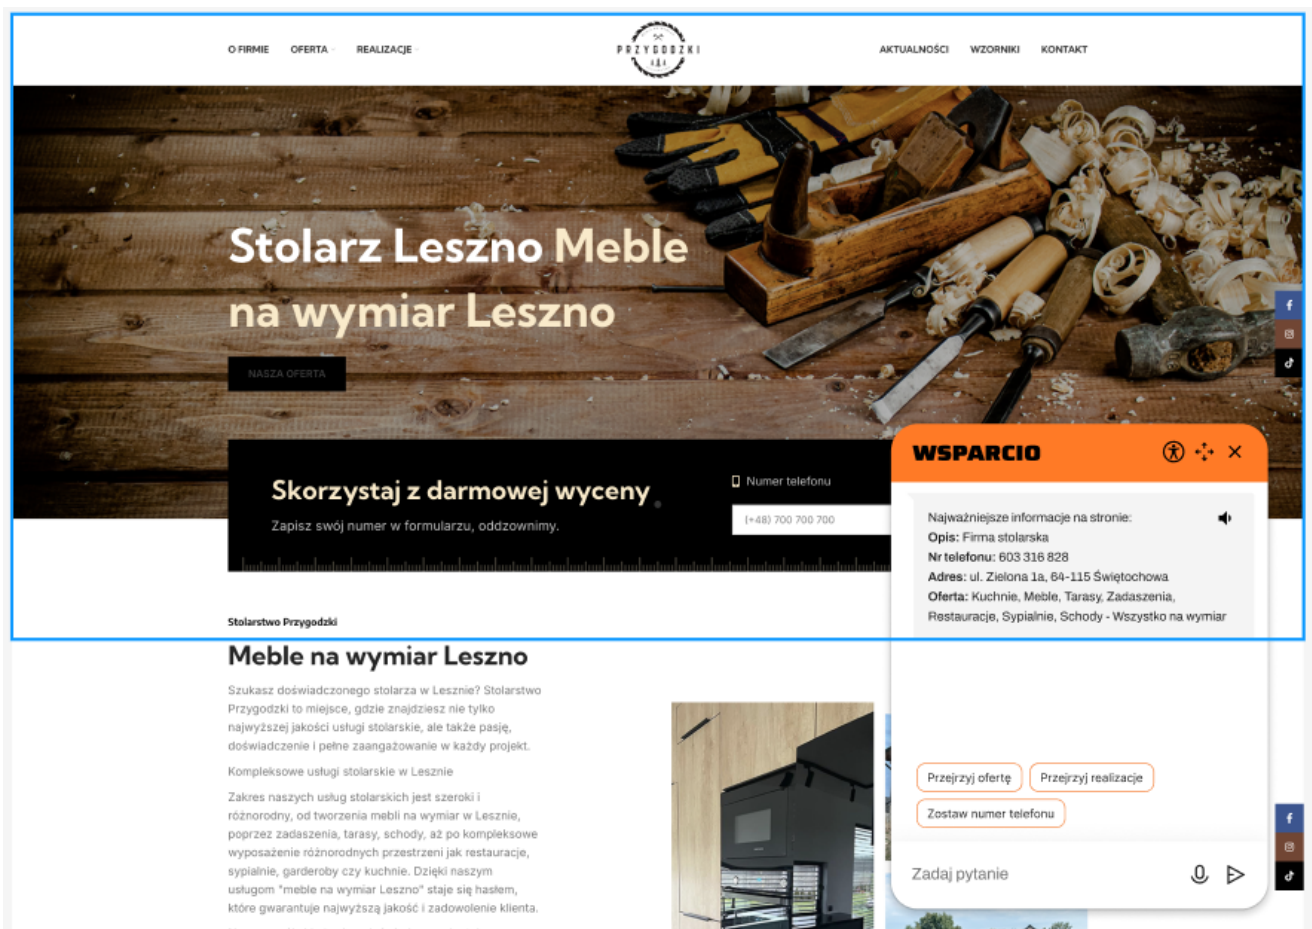 O FIRMIE OFERTA REALIZACJE PRZYGODZKI AKTUALNOŚCI WZORNIKI KONTAKT
Stolarz Leszno Meble
na wymiar Leszno
NASZA OFERTA
Skorzystaj z darmowej wyceny
Zapisz swój numer w formularzu, oddzownimy.
Numer telefonu
(+48) 700 700 700
Stolarstwo Przygodzki
Meble na wymiar Leszno
Szukasz doświadczonego stolarza w Lesznie? Stolarstwo
Przygodzki to miejsce, gdzie znajdziesz nie tylko
najwyższej jakości usługi stolarskie, ale także pasję,
doświadczenie i pełne zaangażowanie w każdy projekt.
Kompleksowe usługi stolarskie w Lesznie
Zakres naszych usług stolarskich jest szeroki i
różnorodny, od tworzenia mebli na wymiar w Lesznie,
poprzez zadaszenia, tarasy, schody, aż po kompleksowe
wyposażenie różnorodnych przestrzeni jak restauracje,
sypialnie, garderoby czy kuchnie. Dzięki naszym
usługom "meble na wymiar Leszno" staje się hasłem,
które gwarantuje najwyższą jakość i zadowolenie klienta.
WSPARCIO
Najważniejsze informacje na stronie:
Opis: Firma stolarska
Nr telefonu: 603 316 828
Adres: ul. Zielona 1a, 64-115 Świętochowa
Oferta: Kuchnie, Meble, Tarasy, Zadaszenia,
Restauracje, Sypialnie, Schody - Wszystko na wymiar
Przejrzyj ofertę Przejrzyj realizacje
Zostaw numer telefonu
Zadaj pytanie